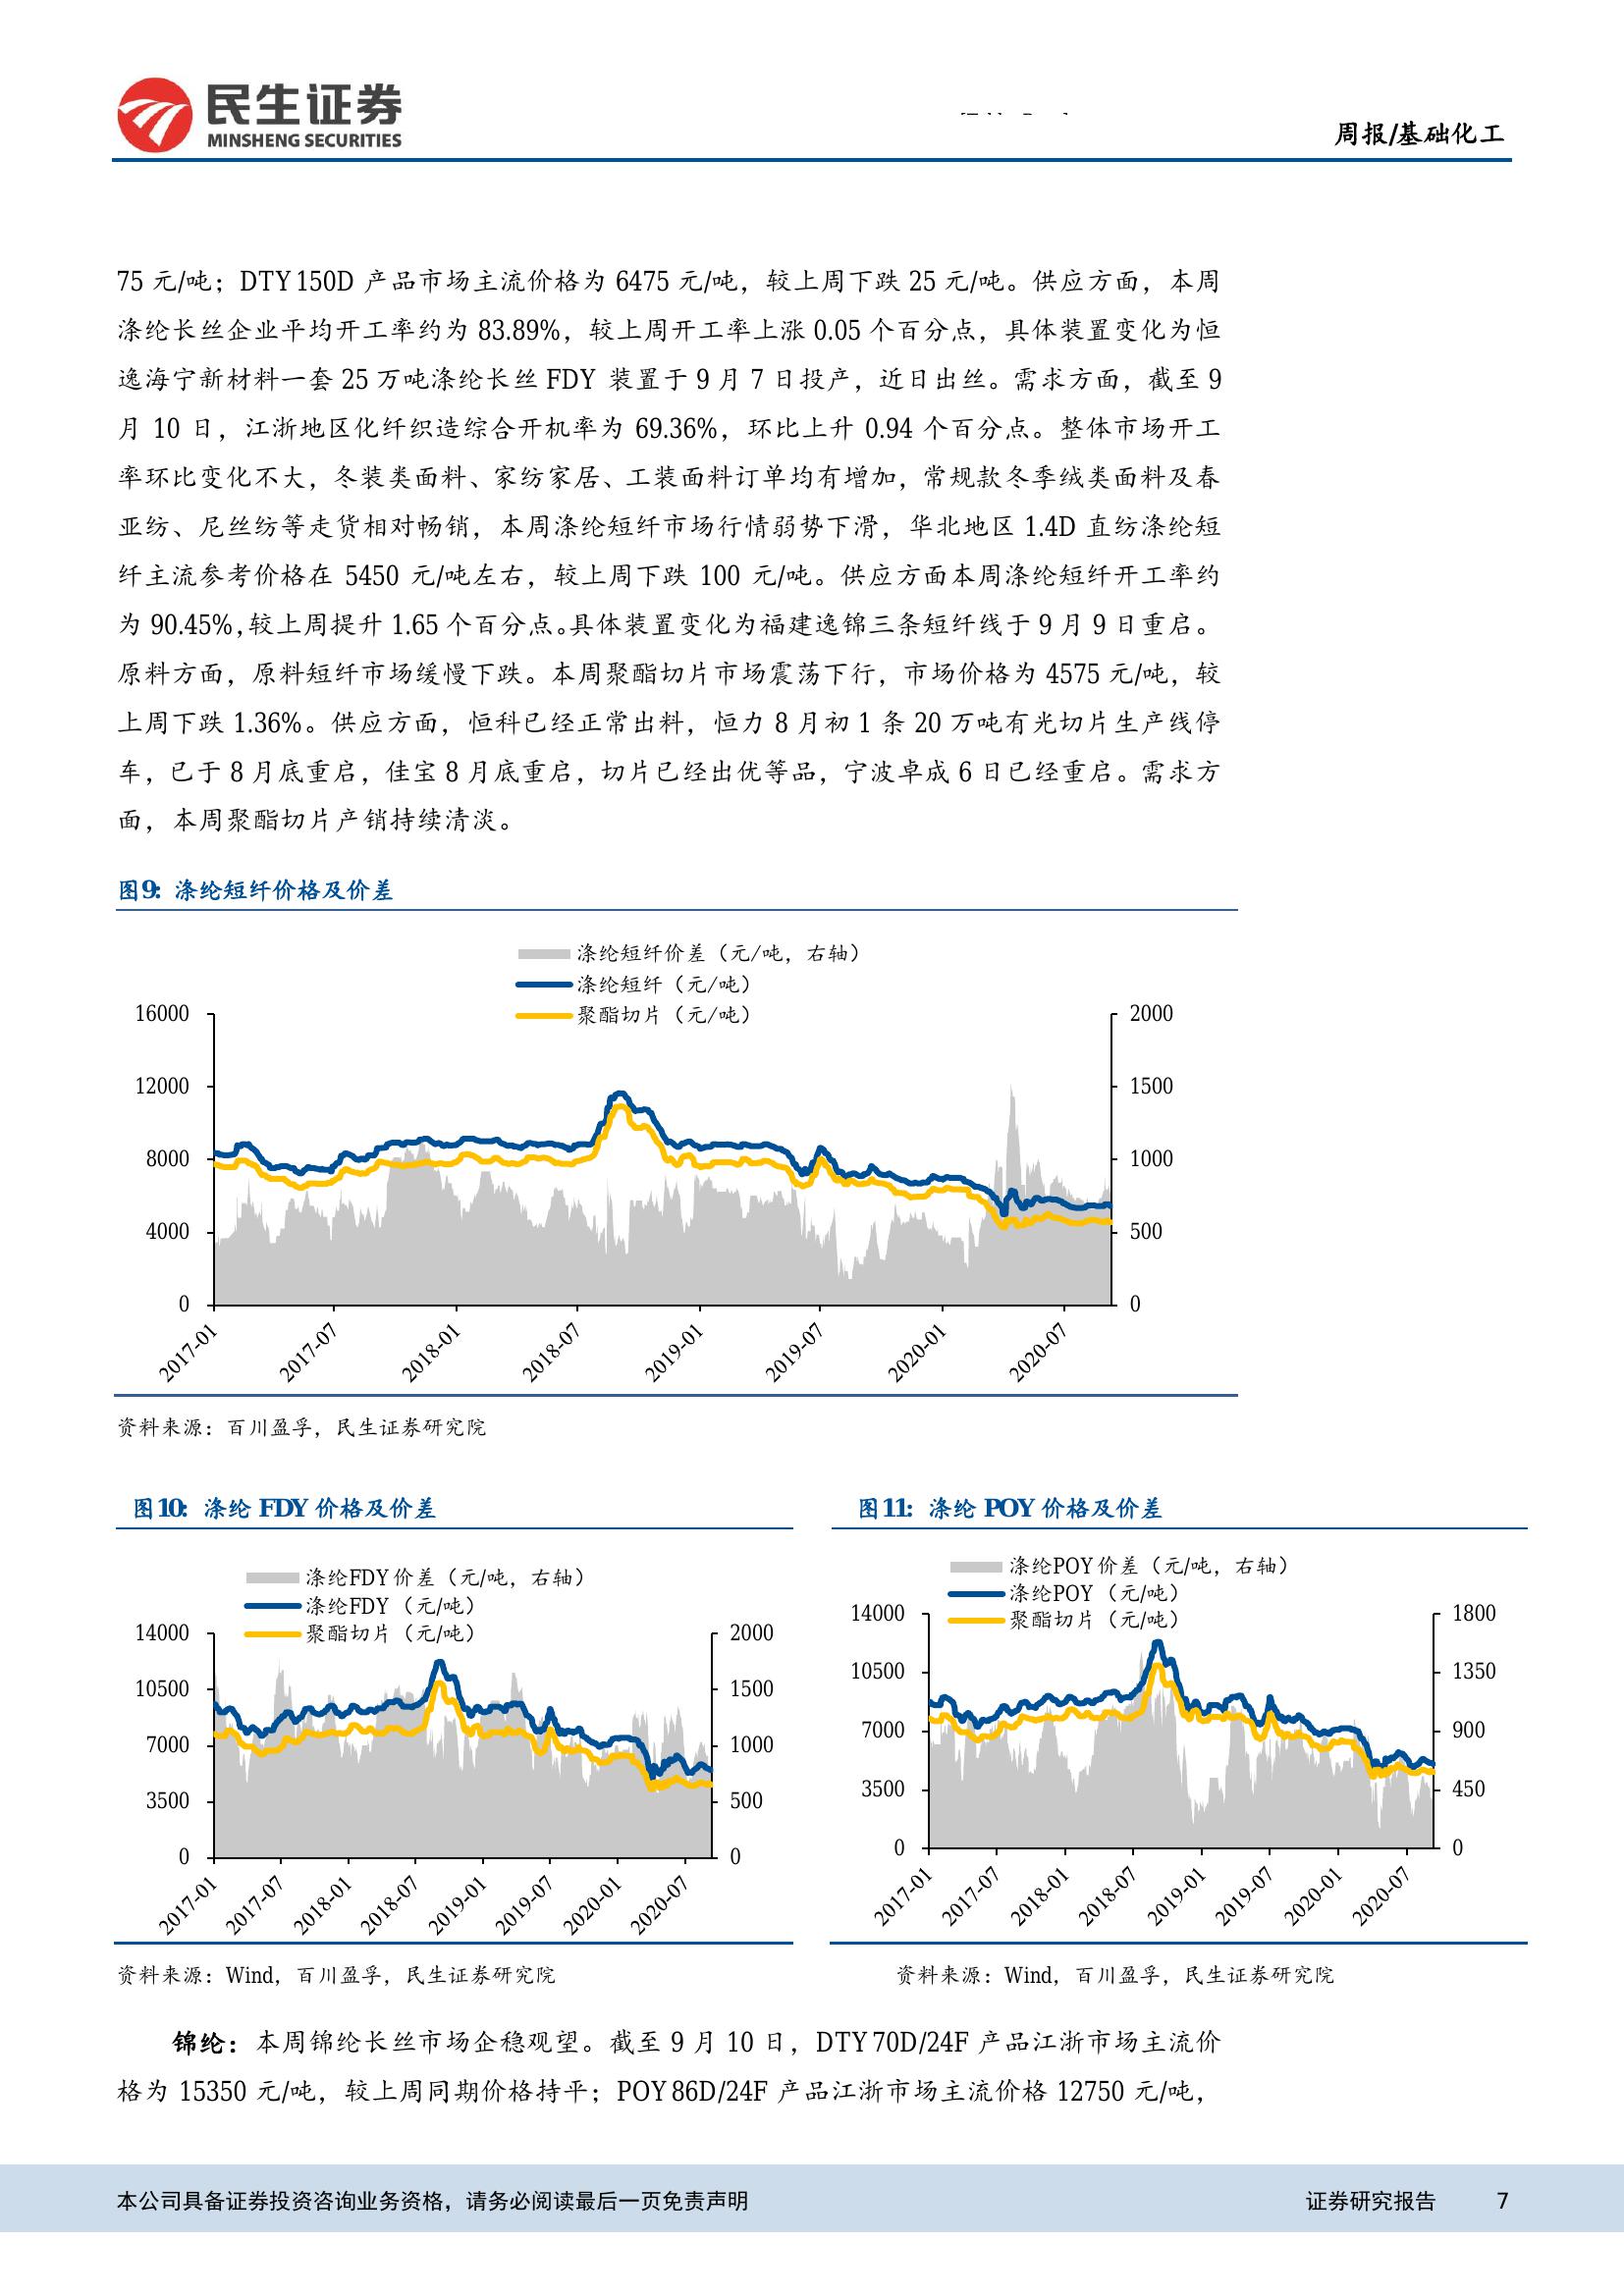 民生证券
MINSHENG SECURITIES
周报/基础化工
75 元/吨；DTY 150D 产品市场主流价格为 6475 元/吨，较上周下跌 25 元/吨。供应方面，本周
涤纶长丝企业平均开工率约为 83.89%，较上周开工率上涨 0.05 个百分点，具体装置变化为恒
逸海宁新材料一套 25 万吨涤纶长丝 FDY 装置于 9 月 7 日投产，近日出丝。需求方面，截至 9
月 10 日，江浙地区化纤织造综合开机率为 69.36%，环比上升 0.94 个百分点。整体市场开工
率环比变化不大，冬装类面料、家纺家居、工装面料订单均有增加，常规款冬季绒类面料及春
亚纺、尼丝纺等走货相对畅销，本周涤纶短纤市场行情弱势下滑，华北地区 1.4D 直纺涤纶短
纤主流参考价格在 5450 元/吨左右，较上周下跌 100 元/吨。供应方面本周涤纶短纤开工率约
为 90.45%，较上周提升 1.65 个百分点。具体装置变化为福建逸锦三条短纤线于 9 月 9 日重启。
原料方面，原料短纤市场缓慢下跌。本周聚酯切片市场震荡下行，市场价格为 4575 元/吨，较
上周下跌 1.36%。供应方面，恒科已经正常出料，恒力 8 月初 1 条 20 万吨有光切片生产线停
车，已于 8 月底重启，佳宝 8 月底重启，切片已经出优等品，宁波卓成 6 日已经重启。需求方
面，本周聚酯切片产销持续清淡。
图9: 涤纶短纤价格及价差
涤纶短纤价差（元/吨，右轴）
涤纶短纤（元/吨）
聚酯切片（元/吨）
16000
12000
8000
4000
0
2000
1500
1000
500
0
2017-01
2017-07
2018-01
2018-07
2019-01
2019-07
2020-01
2020-07
资料来源：百川盈孚，民生证券研究院
图10: 涤纶 FDY 价格及价差
涤纶FDY价差（元/吨，右轴）
涤纶FDY（元/吨）
聚酯切片（元/吨）
14000
10500
7000
3500
0
2000
1500
1000
500
0
2017-01
2017-07
2018-01
2018-07
2019-01
2019-07
2020-01
2020-07
资料来源：Wind，百川盈孚，民生证券研究院
图11: 涤纶 POY 价格及价差
涤纶POY价差（元/吨，右轴）
涤纶POY（元/吨）
聚酯切片（元/吨）
14000
10500
7000
3500
0
1800
1350
900
450
0
2017-01
2017-07
2018-01
2018-07
2019-01
2019-07
2020-01
2020-07
资料来源：Wind，百川盈孚，民生证券研究院
锦纶：本周锦纶长丝市场企稳观望。截至 9 月 10 日，DTY 70D/24F 产品江浙市场主流价
格为 15350 元/吨，较上周同期价格持平；POY 86D/24F 产品江浙市场主流价格 12750 元/吨，
本公司具备证券投资咨询业务资格，请务必阅读最后一页免责声明
证券研究报告
7